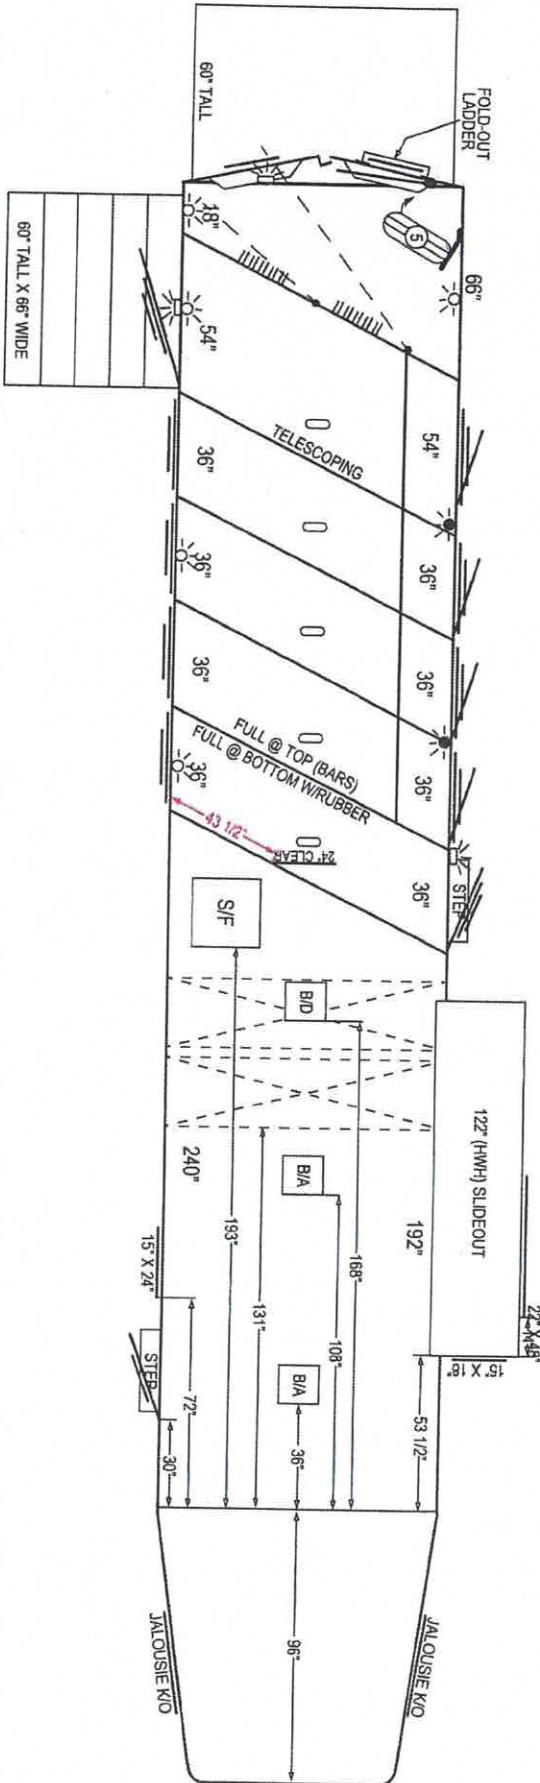 60" TALL
FOLD-OUT
LADDER
5
18"
66"
60" TALL X 66" WIDE
54"
54"
TELESCOPING
36"
36"
36"
36"
36"
36"
FULL @ TOP (BARS)
FULL @ BOTTOM W/RUBBER
36"
43 1/2"
24" CLEAR
36"
STEP
S/F
B/D
122" (HWH) SLIDEOUT
240"
B/A
192"
193"
168"
131"
108"
15" X 24"
22" X 48"
15" X 18"
STEP
72"
B/A
53 1/2"
30"
36"
96"
JALOUSIE K/O
JALOUSIE K/O